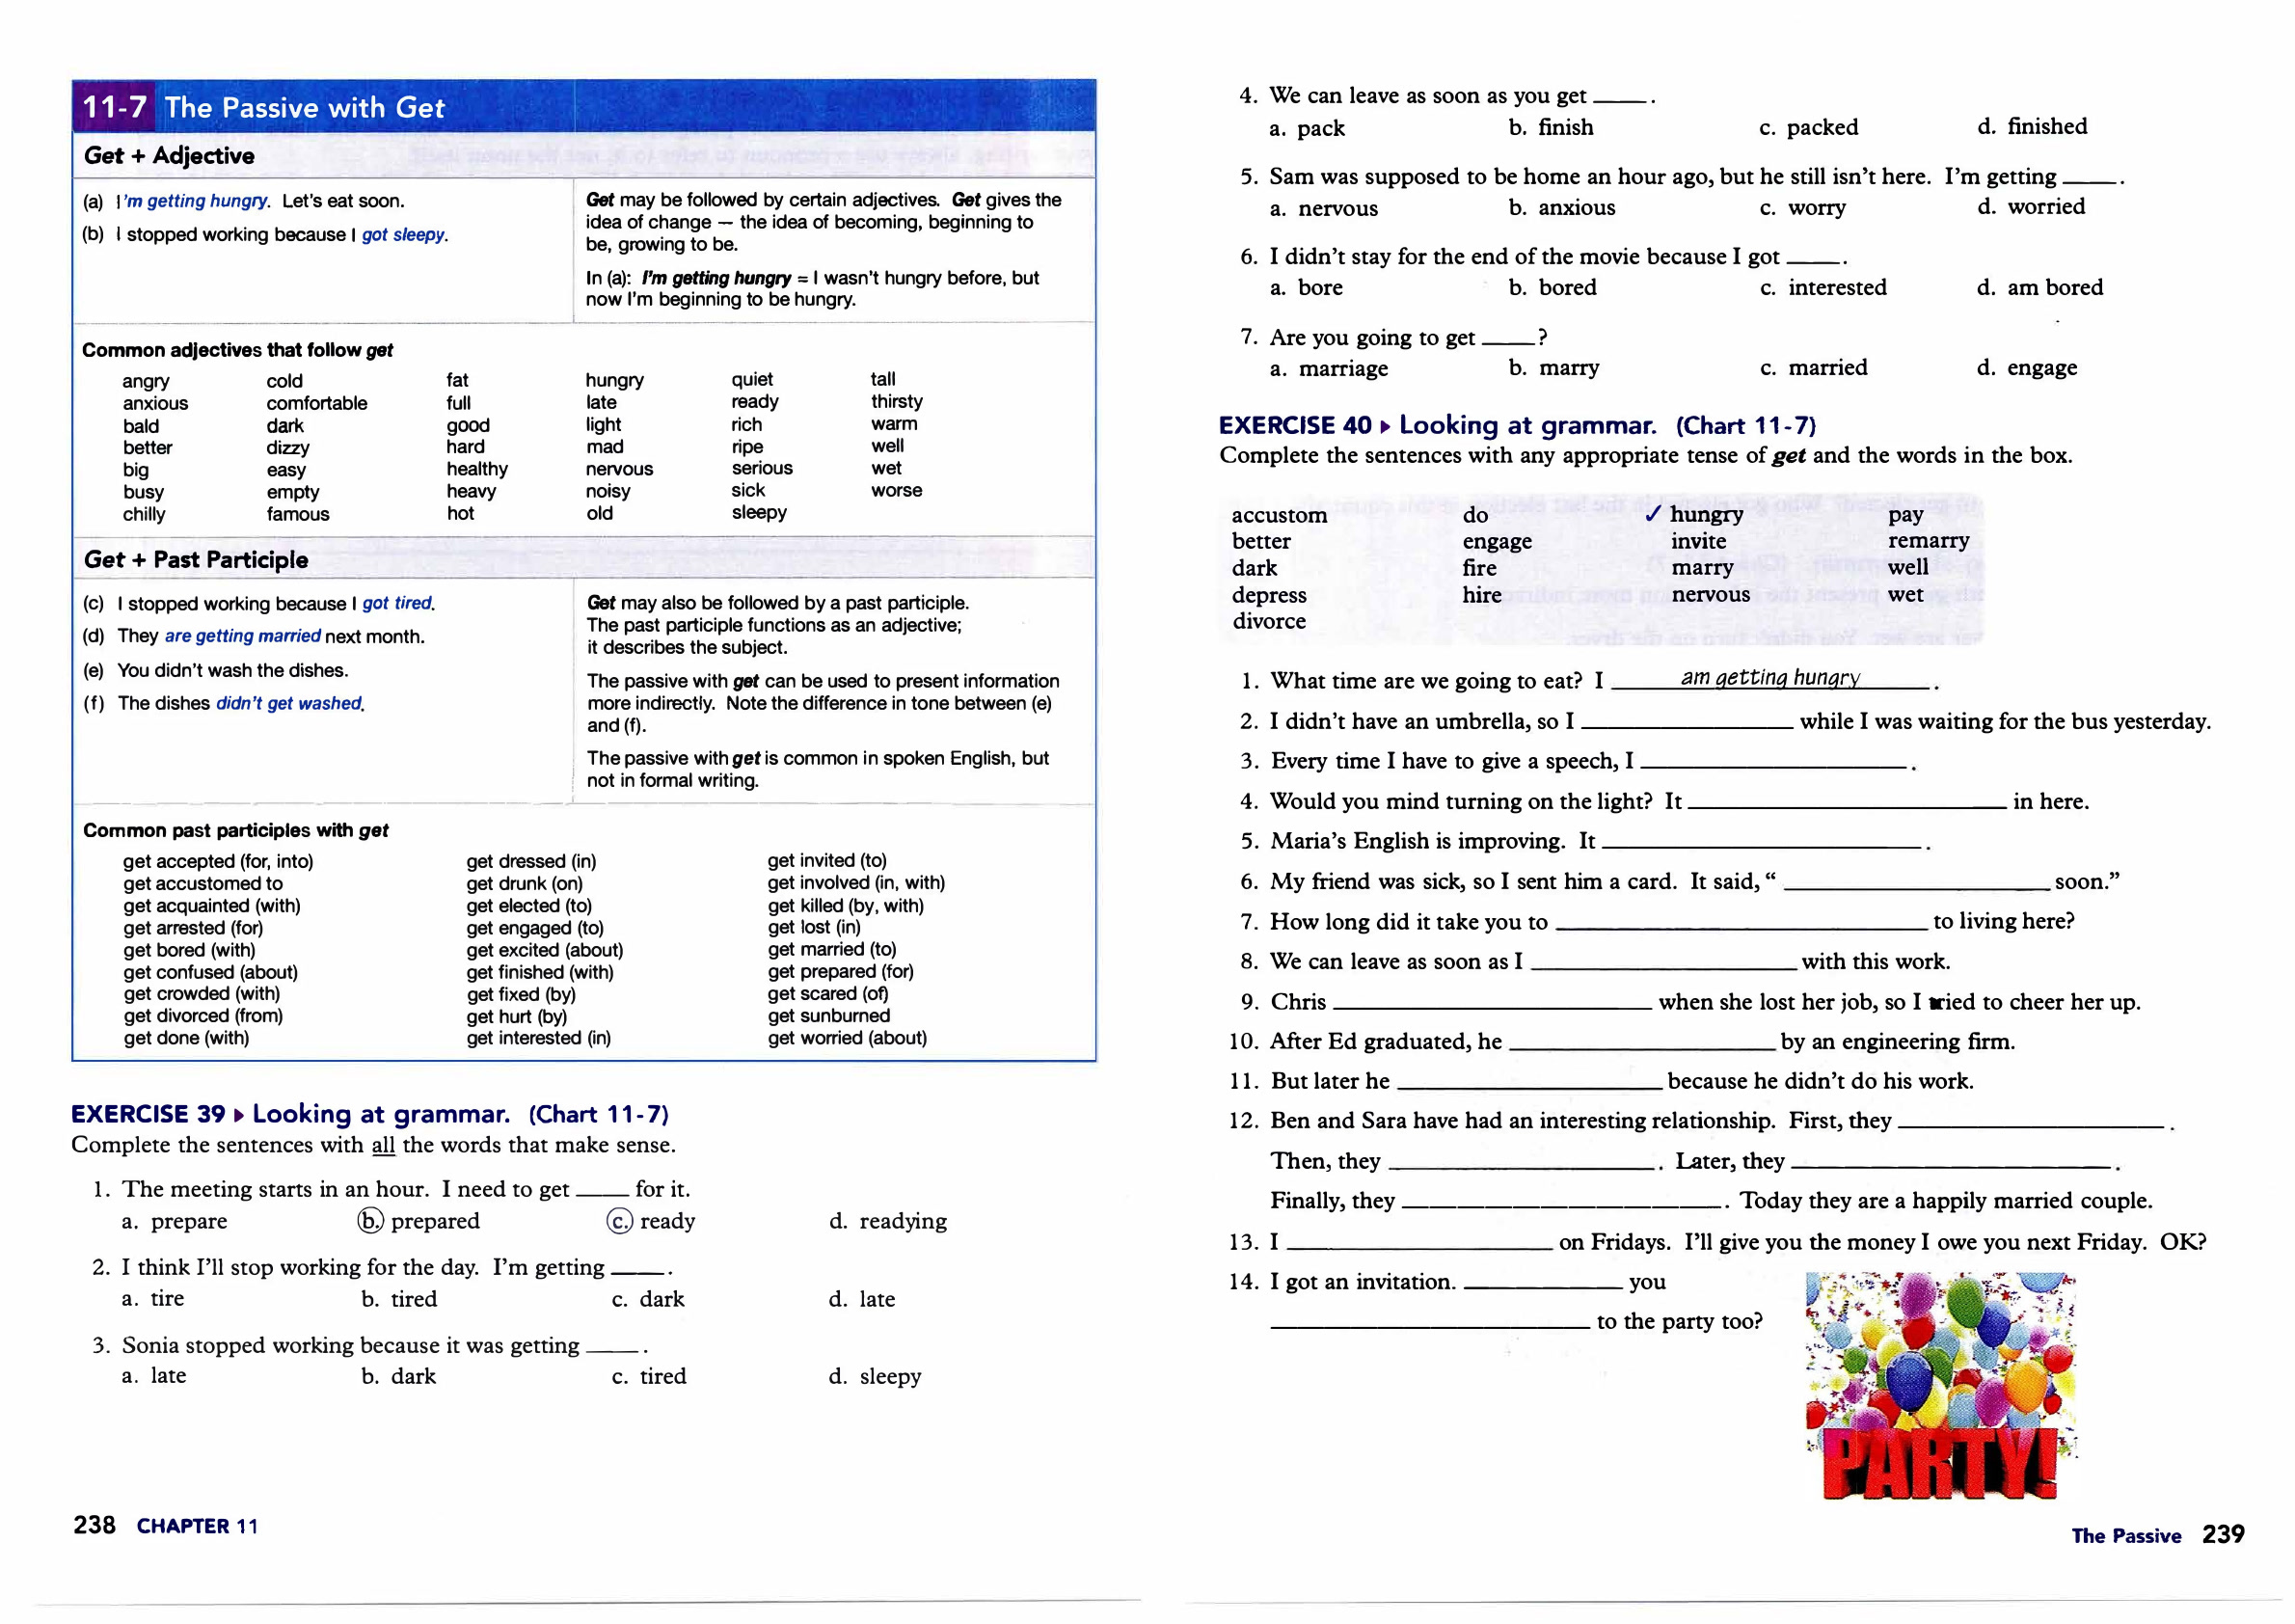 11-7 The Passive with Get
Get + Adjective
(a) I'm getting hungry. Let's eat soon.
(b) I stopped working because I got sleepy.
Get may be followed by certain adjectives. Get gives the
idea of change — the idea of becoming, beginning to
be, growing to be.
In (a): I'm getting hungry = I wasn't hungry before, but
now I'm beginning to be hungry.
Common adjectives that follow get
angry cold fat hungry quiet tall
anxious comfortable full late ready thirsty
bald dark good light rich warm
better dizzy hard mad ripe well
big easy healthy nervous serious wet
busy empty heavy noisy sick worse
chilly famous hot old sleepy
Get + Past Participle
(c) I stopped working because I got tired.
(d) They are getting married next month.
(e) You didn't wash the dishes.
(f) The dishes didn't get washed.
Get may also be followed by a past participle.
The past participle functions as an adjective;
it describes the subject.
The passive with get can be used to present information
more indirectly. Note the difference in tone between (e)
and (f).
The passive with get is common in spoken English, but
not in formal writing.
Common past participles with get
get accepted (for, into) get dressed (in) get invited (to)
get accustomed to get drunk (on) get involved (in, with)
get acquainted (with) get elected (to) get killed (by, with)
get arrested (for) get engaged (to) get lost (in)
get bored (with) get excited (about) get married (to)
get confused (about) get finished (with) get prepared (for)
get crowded (with) get fixed (by) get scared (of)
get divorced (from) get hurt (by) get sunburned
get done (with) get interested (in) get worried (about)
EXERCISE 39 ▸ Looking at grammar. (Chart 11-7)
Complete the sentences with all the words that make sense.
1. The meeting starts in an hour. I need to get ____ for it.
a. prepare b. prepared c. ready d. readying
2. I think I'll stop working for the day. I'm getting ____ .
a. tire b. tired c. dark d. late
3. Sonia stopped working because it was getting ____ .
a. late b. dark c. tired d. sleepy
238 CHAPTER 11
4. We can leave as soon as you get ____ .
a. pack b. finish c. packed d. finished
5. Sam was supposed to be home an hour ago, but he still isn't here. I'm getting ____ .
a. nervous b. anxious c. worry d. worried
6. I didn't stay for the end of the movie because I got ____ .
a. bore b. bored c. interested d. am bored
7. Are you going to get ____ ?
a. marriage b. marry c. married d. engage
EXERCISE 40 ▸ Looking at grammar. (Chart 11-7)
Complete the sentences with any appropriate tense of get and the words in the box.
accustom do ✓ hungry pay
better engage invite remarry
dark fire marry well
depress hire nervous wet
divorce
1. What time are we going to eat? I am getting hungry .
2. I didn't have an umbrella, so I ____ while I was waiting for the bus yesterday.
3. Every time I have to give a speech, I ____ .
4. Would you mind turning on the light? It ____ in here.
5. Maria's English is improving. It ____ .
6. My friend was sick, so I sent him a card. It said, “ ____ soon.”
7. How long did it take you to ____ to living here?
8. We can leave as soon as I ____ with this work.
9. Chris ____ when she lost her job, so I tried to cheer her up.
10. After Ed graduated, he ____ by an engineering firm.
11. But later he ____ because he didn't do his work.
12. Ben and Sara have had an interesting relationship. First, they ____ .
Then, they ____ . Later, they ____ .
Finally, they ____ . Today they are a happily married couple.
13. I ____ on Fridays. I'll give you the money I owe you next Friday. OK?
14. I got an invitation. ____ you
____ to the party too?
PARTY!
The Passive 239